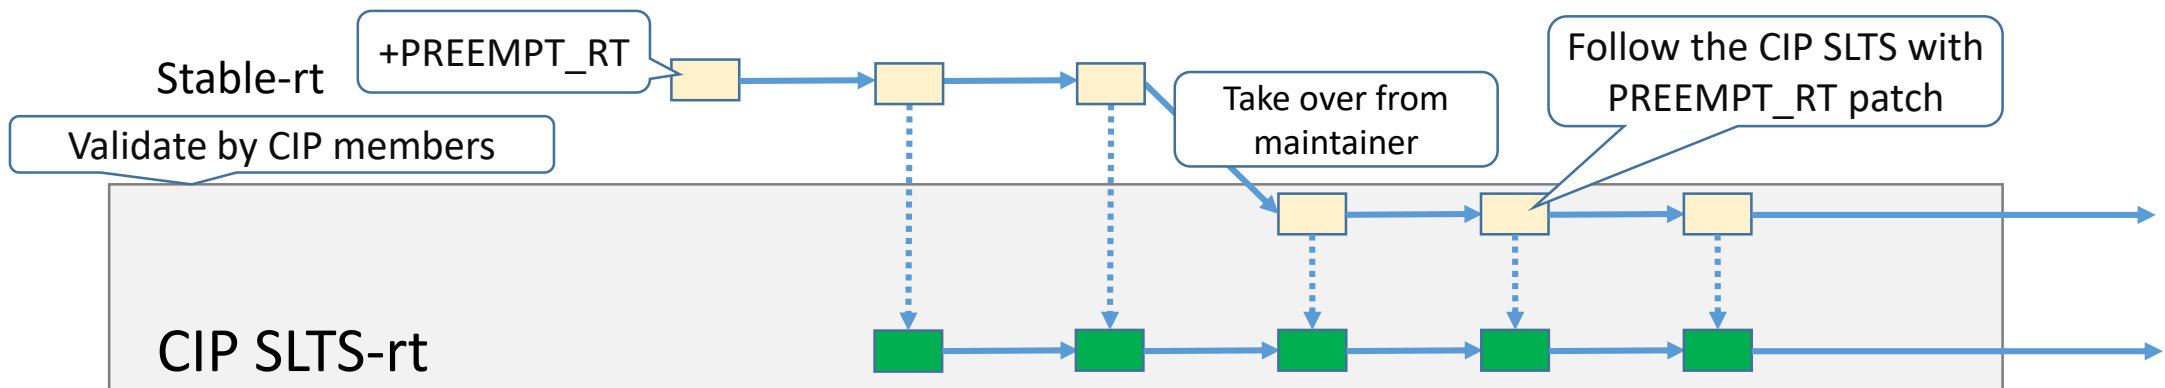 +PREEMPT_RT
Stable-rt
Follow the CIP SLTS with
PREEMPT_RT patch
Take over from
maintainer
Validate by CIP members
CIP SLTS-rt